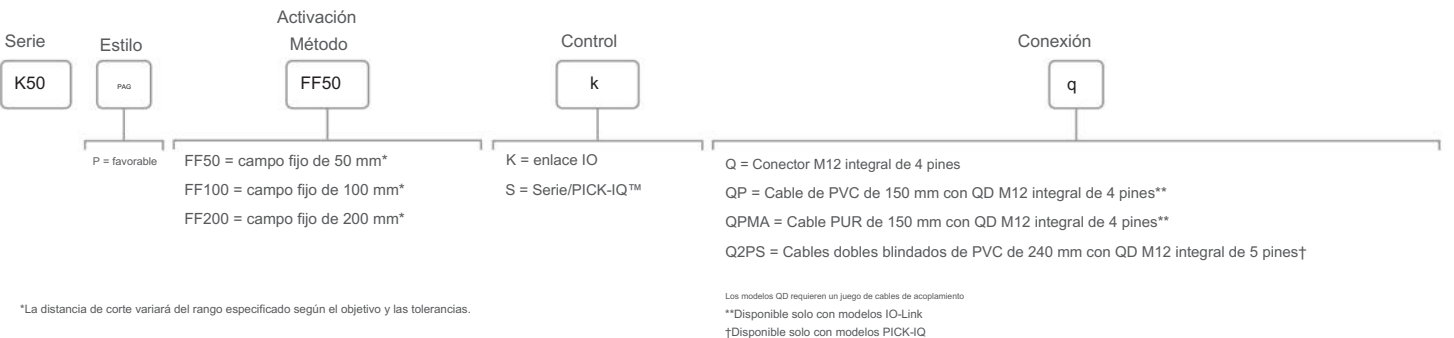 Serie
Estilo
Activación
Método
Control
Conexión
K50
PAG
FF50
k
q
P = favorable
FF50 = campo fijo de 50 mm*
FF100 = campo fijo de 100 mm*
FF200 = campo fijo de 200 mm*
K = enlace IO
S = Serie/PICK-IQ™
Q = Conector M12 integral de 4 pines
QP = Cable de PVC de 150 mm con QD M12 integral de 4 pines**
QPMA = Cable PUR de 150 mm con QD M12 integral de 4 pines**
Q2PS = Cables dobles blindados de PVC de 240 mm con QD M12 integral de 5 pines†
*La distancia de corte variará del rango especificado según el objetivo y las tolerancias.
Los modelos QD requieren un juego de cables de acoplamiento
**Disponible solo con modelos IO-Link
†Disponible solo con modelos PICK-IQ